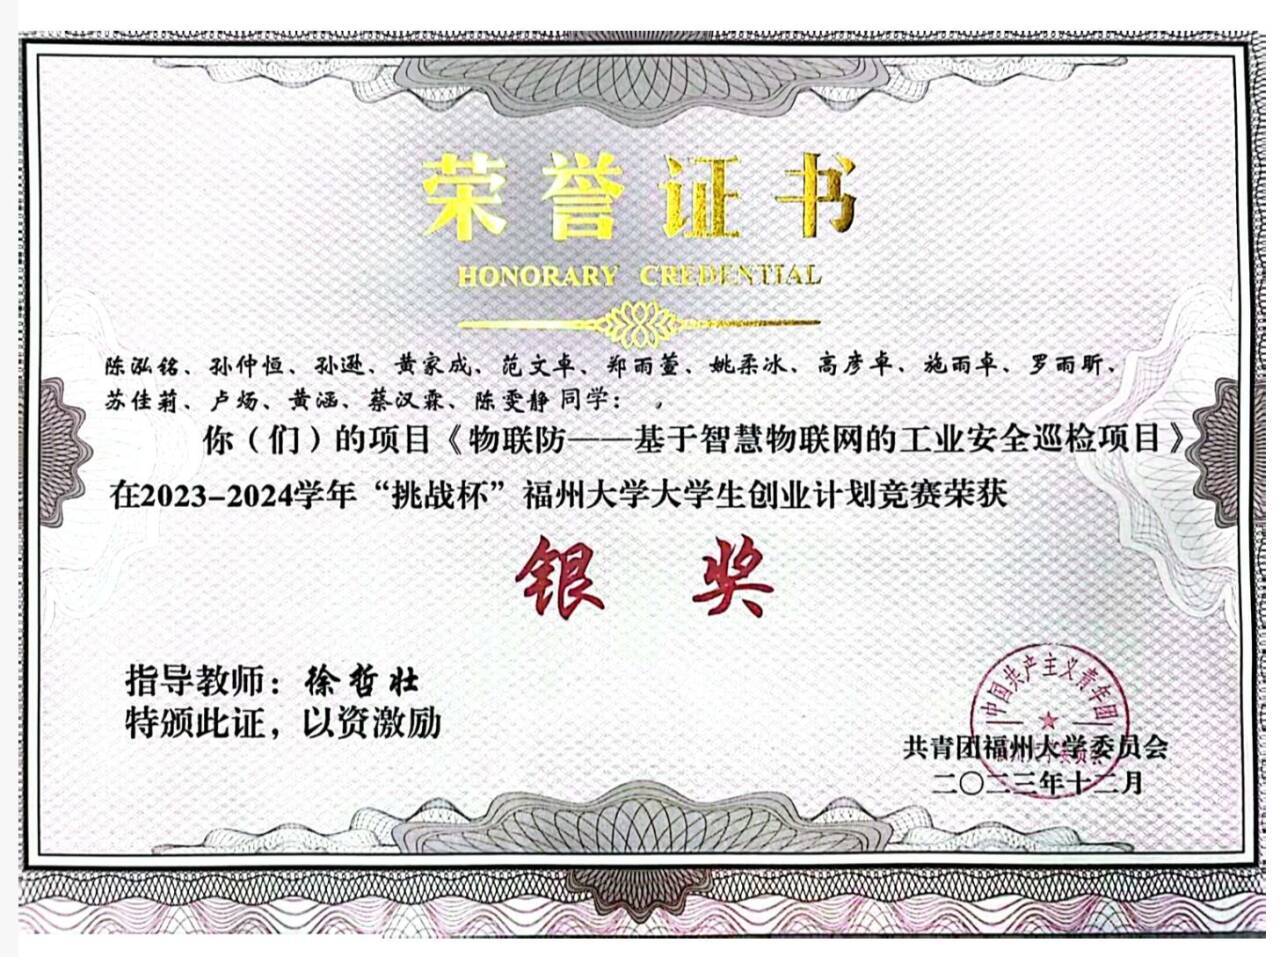 荣誉证书
HONORARY CREDENTIAL
陈泓铭、孙仲恒、孙逊、黄家成、范文卓、郑雨萱、姚柔冰、高彦卓、施雨卓、罗雨昕、
苏佳莉、卢炀、黄涵、蔡汉霖、陈雯静同学：
你（们）的项目《物联防——基于智慧物联网的工业安全巡检项目》
在2023-2024学年“挑战杯”福州大学大学生创业计划竞赛荣获
银奖
指导教师：徐哲壮
特颁此证，以资激励
中国共产主义青年团
共青团福州大学委员会
二〇二三年十二月